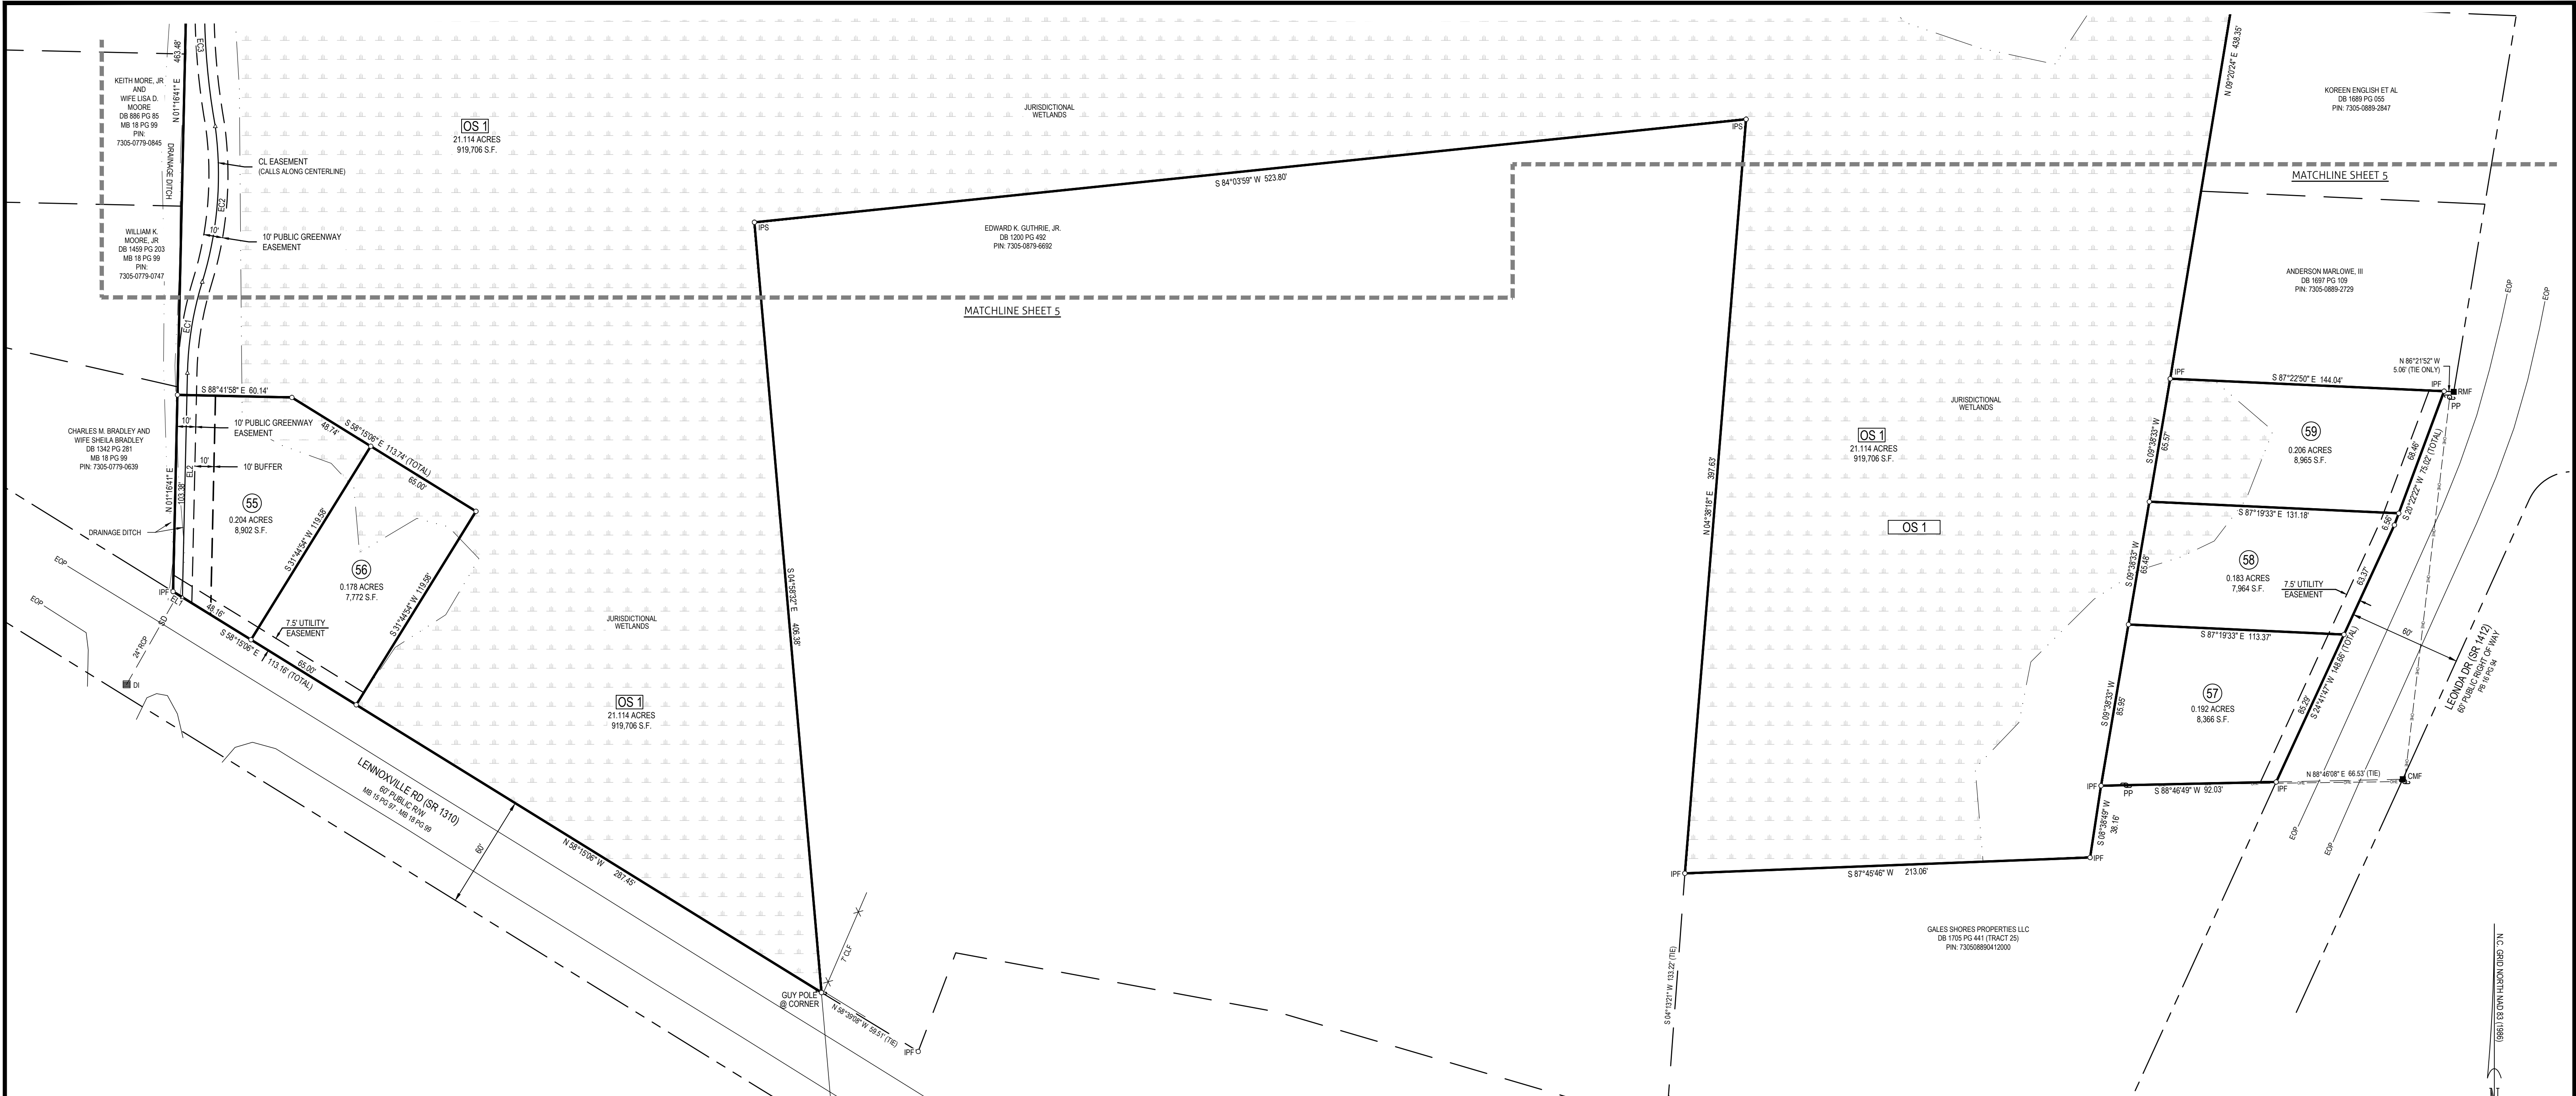 KEITH MORE, JR
AND
WIFE LISA D.
MOORE
DB 886 PG 85
MB 18 PG 99
PIN:
7305-0779-0845
N 01°16'41" E 463.48'
DRAINAGE DITCH
EC3
EC2
EC1
CL EASEMENT
(CALLS ALONG CENTERLINE)
10'
10' PUBLIC GREENWAY
EASEMENT
WILLIAM K.
MOORE, JR
DB 1459 PG 203
MB 18 PG 99
PIN:
7305-0779-0747
OS 1
21.114 ACRES
919,706 S.F.
JURISDICTIONAL
WETLANDS
IPS
S 84°03'59" W 523.80'
IPS
EDWARD K. GUTHRIE, JR.
DB 1200 PG 492
PIN: 7305-0879-6692
MATCHLINE SHEET 5
N 09°20'24" E 438.35'
KOREEN ENGLISH ET AL
DB 1689 PG 055
PIN: 7305-0889-2847
MATCHLINE SHEET 5
ANDERSON MARLOWE, III
DB 1697 PG 109
PIN: 7305-0889-2729
EOP
EOP
S 88°41'58" E 60.14'
10'
10' PUBLIC GREENWAY
EASEMENT
10'
10' BUFFER
CHARLES M. BRADLEY AND
WIFE SHEILA BRADLEY
DB 1342 PG 281
MB 18 PG 99
PIN: 7305-0779-0639
N 01°16'41" E
103.38'
EL2
DRAINAGE DITCH
55
0.204 ACRES
8,902 S.F.
S 58°15'06" E 113.74' (TOTAL)
48.74'
65.00'
S 31°44'54" W 119.58'
56
0.178 ACRES
7,772 S.F.
S 31°44'54" W 119.58'
IPF
EL1
48.16'
S 58°15'06" E 113.16' (TOTAL)
65.00'
7.5' UTILITY
EASEMENT
EOP
EOP
24" RCP
SD
DI
LENNOXVILLE RD (SR 1310)
60' PUBLIC R/W
MB 15 PG 97 - MB 18 PG 99
60'
JURISDICTIONAL
WETLANDS
OS 1
21.114 ACRES
919,706 S.F.
N 58°15'06" W
287.45'
S 04°58'32" E 406.38'
GUY POLE
@ CORNER
7' CLF
N 58°39'08" W 59.51' (TIE)
IPF
N 04°38'18" E 397.63'
JURISDICTIONAL
WETLANDS
OS 1
21.114 ACRES
919,706 S.F.
OS 1
IPF
S 87°45'46" W 213.06'
IPF
S 04°13'21" W 133.22' (TIE)
GALES SHORES PROPERTIES LLC
DB 1705 PG 441 (TRACT 25)
PIN: 730508890412000
IPF
S 87°22'50" E 144.04'
IPF
N 86°21'52" W
5.06' (TIE ONLY)
RMF
PP
S 09°38'33" W
65.57'
59
0.206 ACRES
8,965 S.F.
68.46'
S 20°22'22" W 75.02' (TOTAL)
S 87°19'33" E 131.18'
6.56'
S 09°38'33" W
65.48'
58
0.183 ACRES
7,964 S.F.
7.5' UTILITY
EASEMENT
63.37'
S 87°19'33" E 113.37'
S 09°38'33" W
85.95'
57
0.192 ACRES
8,366 S.F.
85.29'
S 24°41'47" W 148.66' (TOTAL)
60'
LEONDA DR (SR 1412)
60' PUBLIC RIGHT OF WAY
PB 16 PG 94
IPF
PP
S 88°46'49" W 92.03'
IPF
N 88°46'08" E 66.53' (TIE)
CMF
S 08°38'49" W
38.16'
EOP
EOP
N.C. GRID NORTH NAD 83 (1986)